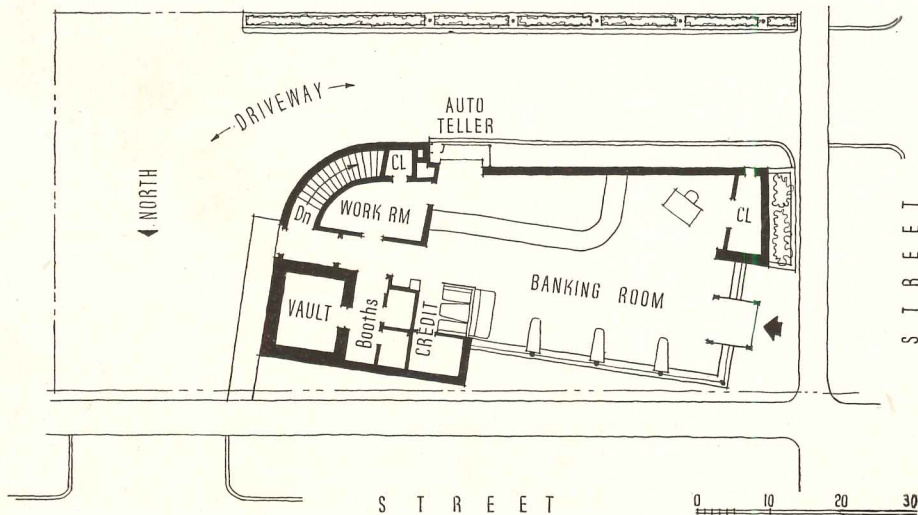 DRIVEWAY
AUTO
TELLER
NORTH
CL
Dn
WORK RM
CL
STREET
BANKING ROOM
VAULT
Booths
CREDIT
STREET
0 10 20 30